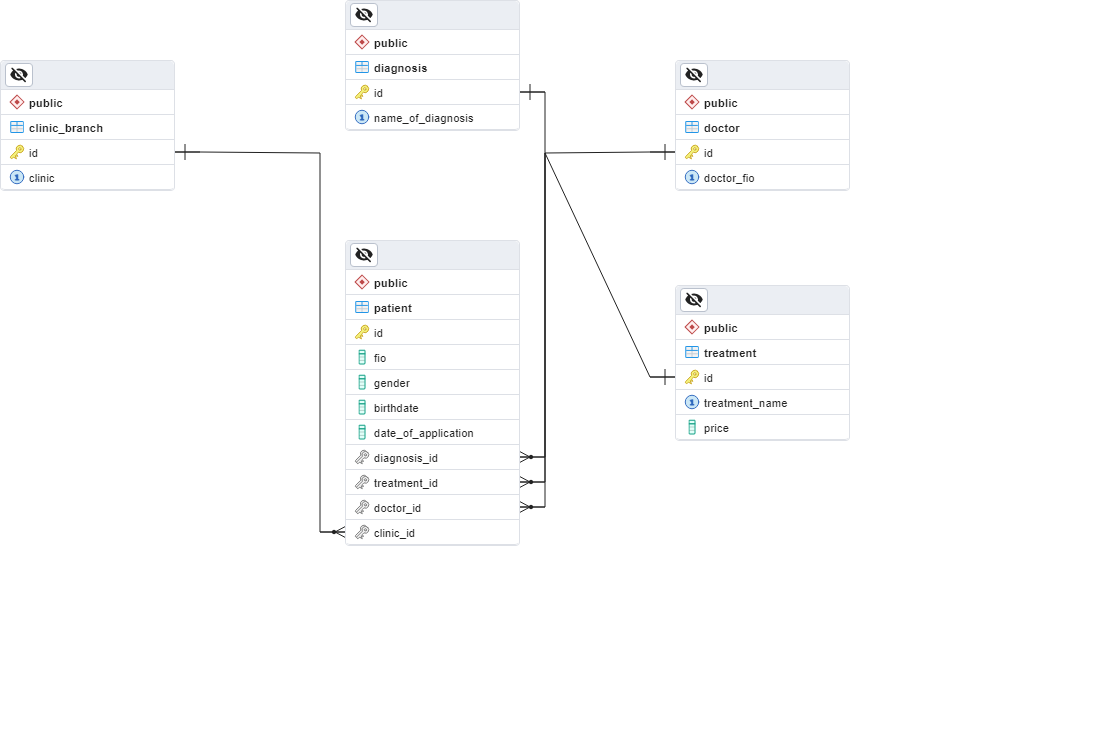 public
diagnosis
id
name_of_diagnosis
public
clinic_branch
id
clinic
public
doctor
id
doctor_fio
public
patient
id
fio
gender
birthdate
date_of_application
diagnosis_id
treatment_id
doctor_id
clinic_id
public
treatment
id
treatment_name
price